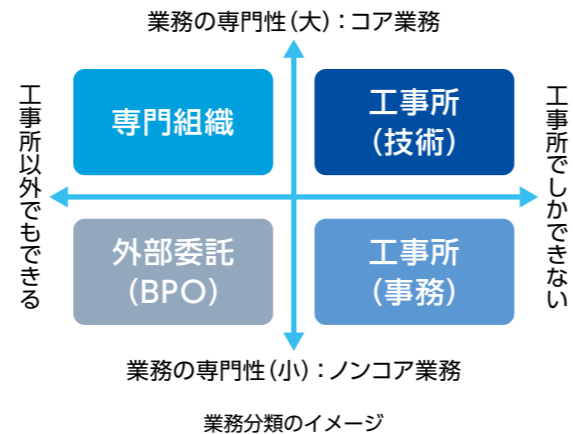 業務の専門性(大):コア業務
工事所以外でもできる
専門組織
工事所
(技術)
工事所でしかできない
外部委託
(BPO)
工事所
(事務)
業務の専門性(小):ノンコア業務
業務分類のイメージ